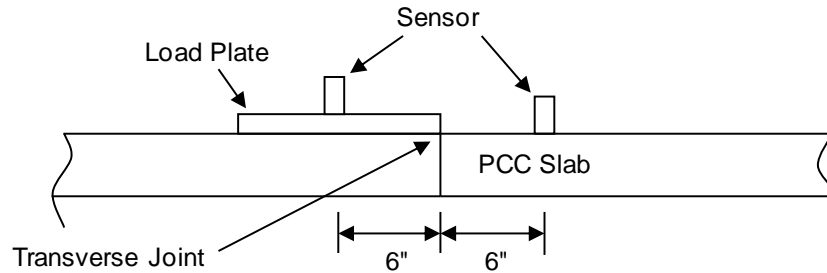 Sensor
Load Plate
PCC Slab
Transverse Joint
6"
6"